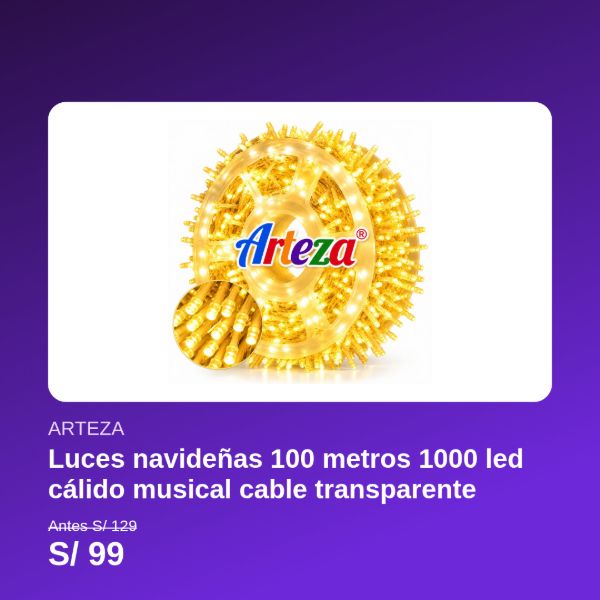 Arteza®
ARTEZA
Luces navideñas 100 metros 1000 led
cálido musical cable transparente
Antes S/ 129
S/ 99